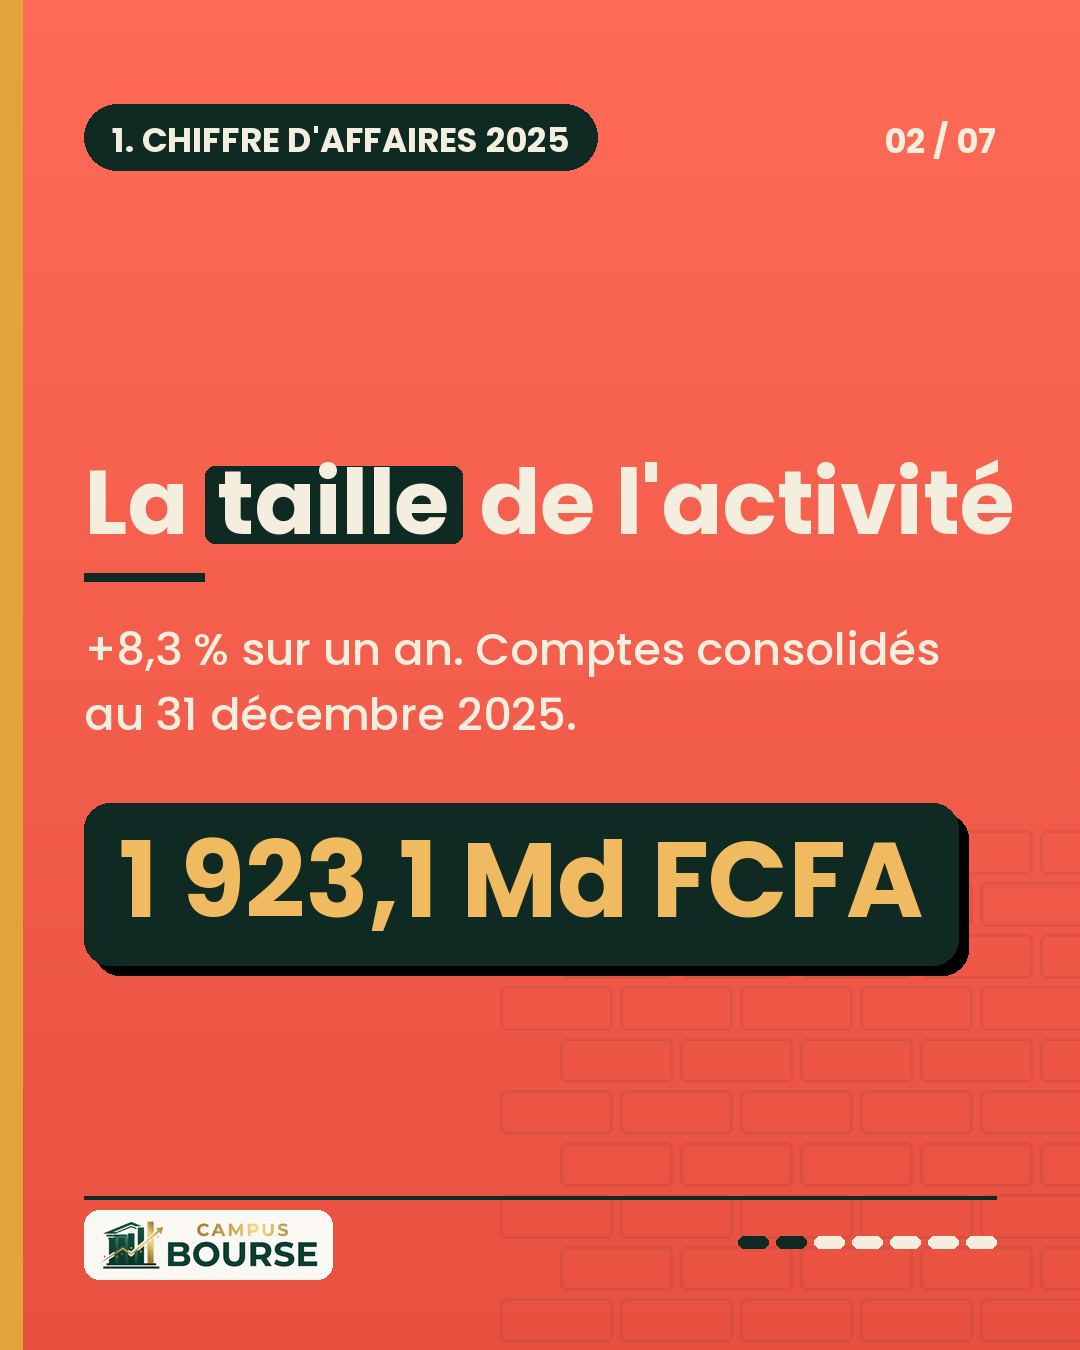 1. CHIFFRE D'AFFAIRES 2025
02 / 07
La taille de l'activité
+8,3 % sur un an. Comptes consolidés
au 31 décembre 2025.
1 923,1 Md FCFA
CAMPUS
BOURSE